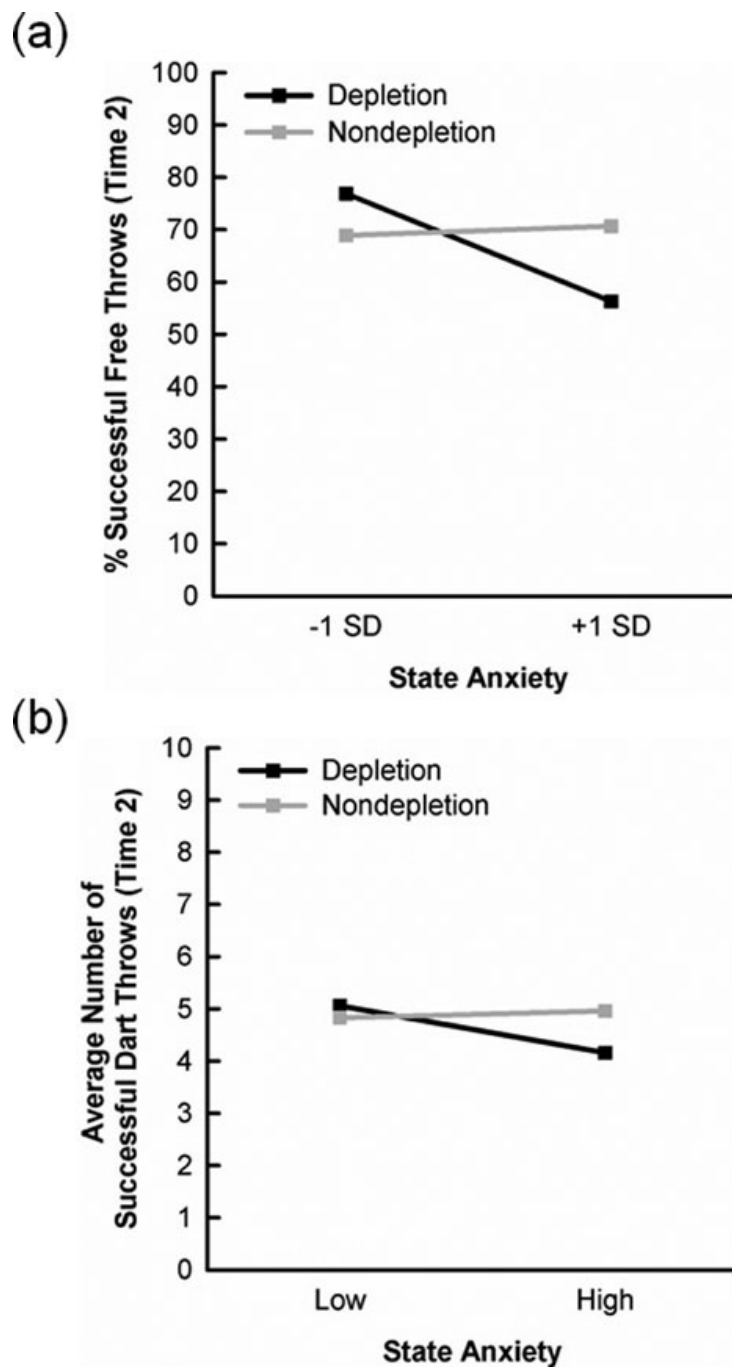 (a)
100
90
80
70
60
50
40
30
20
10
0
% Successful Free Throws (Time 2)
Depletion
Nondepletion
-1 SD
+1 SD
State Anxiety
(b)
10
9
8
7
6
5
4
3
2
1
0
Average Number of
Successful Dart Throws (Time 2)
Depletion
Nondepletion
Low
High
State Anxiety